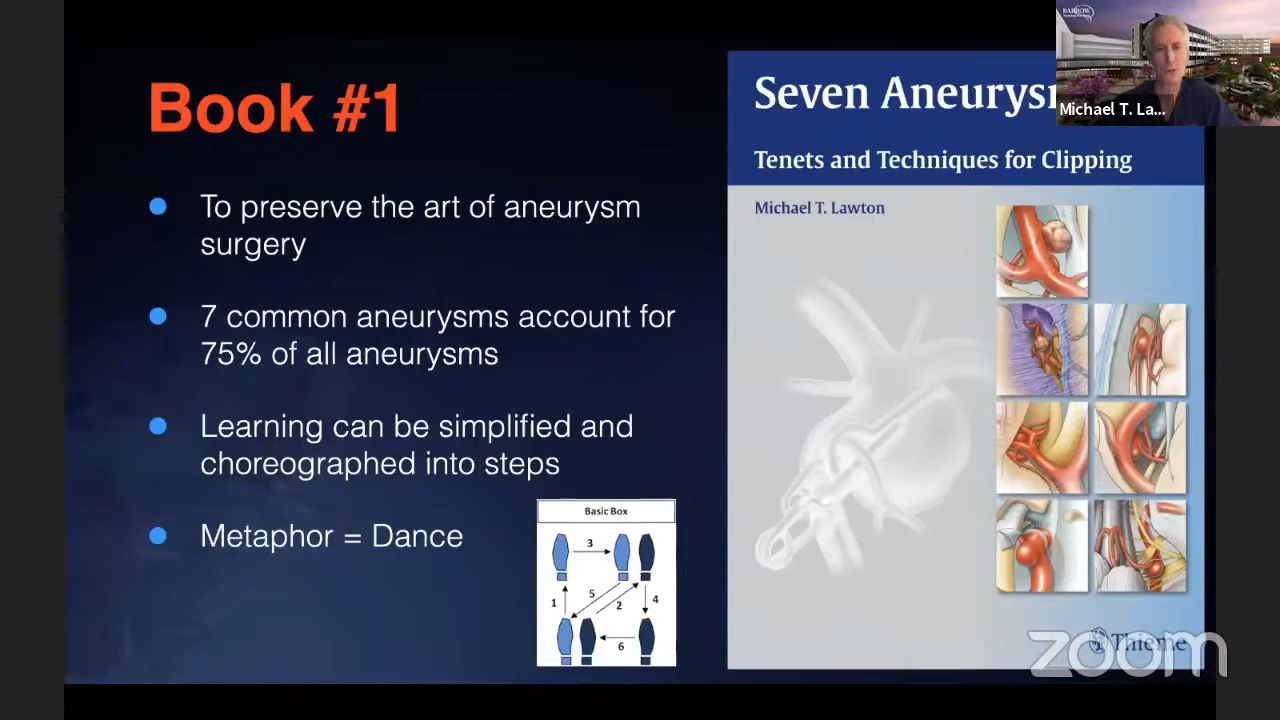 Book #1
To preserve the art of aneurysm
surgery
7 common aneurysms account for
75% of all aneurysms
Learning can be simplified and
choreographed into steps
Metaphor = Dance
Basic Box
3
1
5
2
4
6
Seven
Tenets and Techniques for Clipping
Michael T. Lawton
Thieme
zoom
BARROW
Michael T. La...